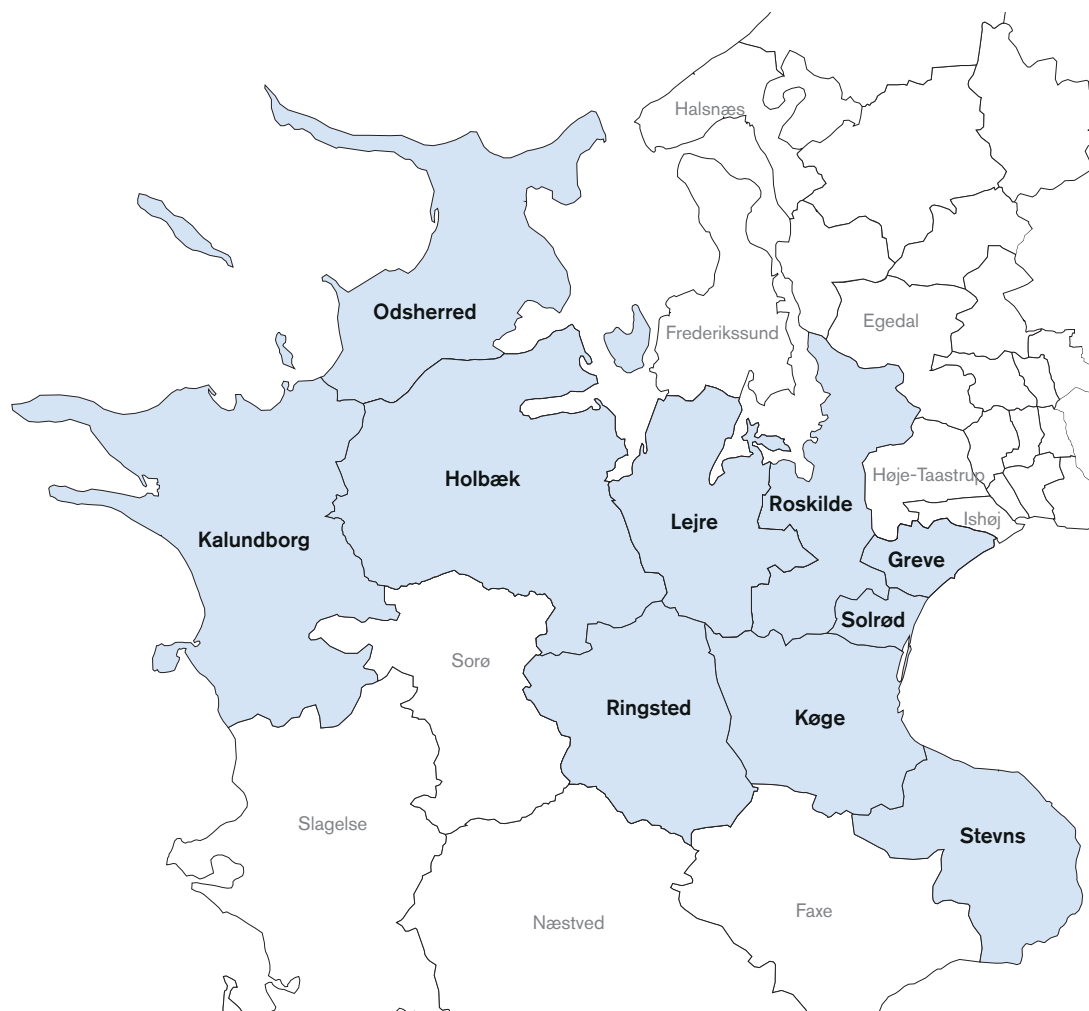 Halsnæs
Odsherred
Egedal
Frederikssund
Holbæk
Høje-Taastrup
Roskilde
Lejre
Ishøj
Kalundborg
Greve
Solrød
Sorø
Ringsted
Køge
Slagelse
Stevns
Næstved
Faxe